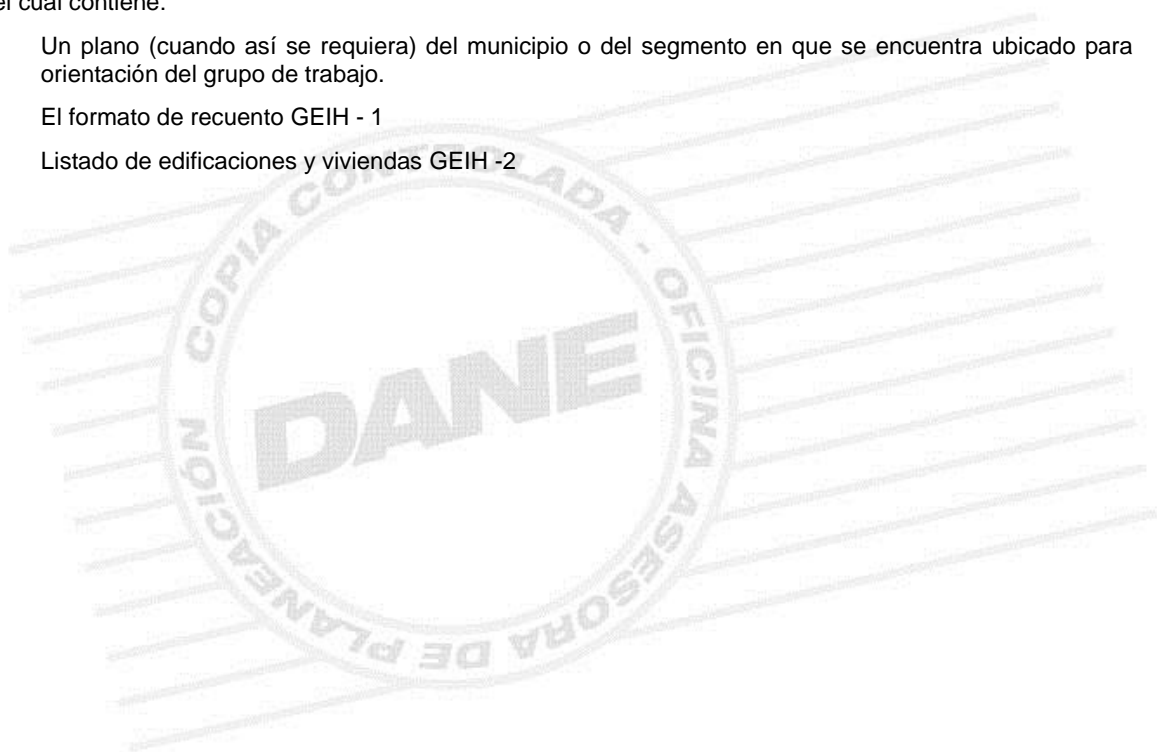 el cual contiene:
Un plano (cuando así se requiera) del municipio o del segmento en que se encuentra ubicado para
orientación del grupo de trabajo.
El formato de recuento GEIH - 1
Listado de edificaciones y viviendas GEIH -2
COPIA CONTROLADA - OFICINA ASESORA DE PLANEACIÓN
DANE